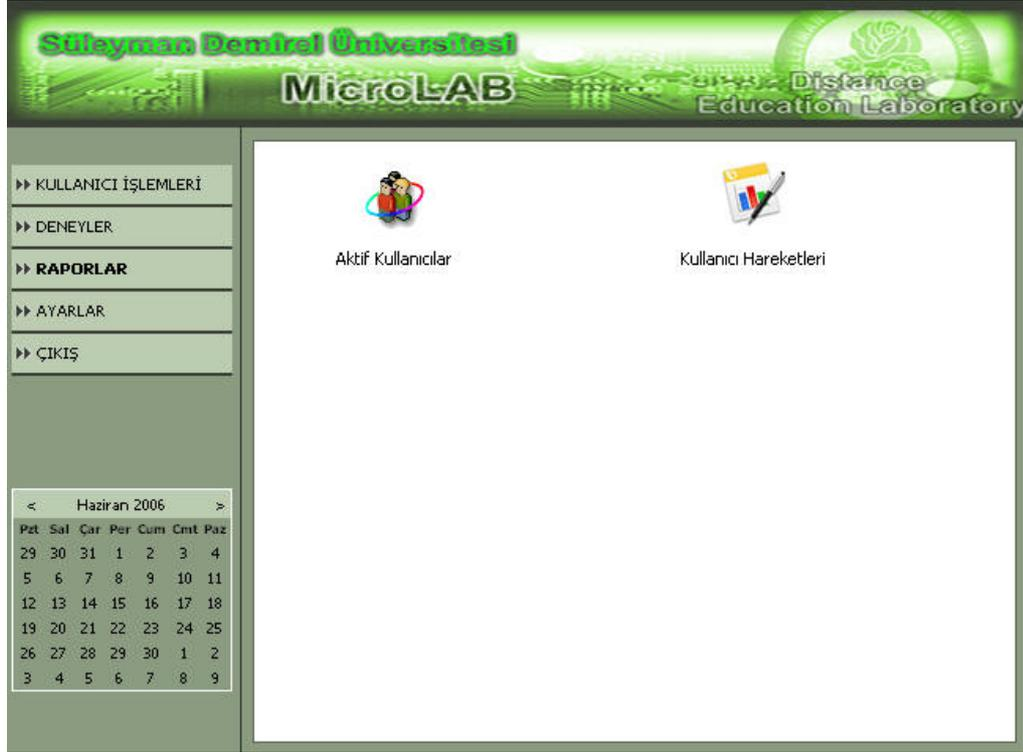 Süleyman Demirel Üniversitesi
MicroLAB
Distance
Education Laboratory
KULLANICI İŞLEMLERİ
DENEYLER
RAPORLAR
AYARLAR
ÇIKIŞ
Aktif Kullanıcılar
Kullanıcı Hareketleri
< Haziran 2006 >
Pzt Sal Çar Per Cum Cmt Paz
29 30 31 1 2 3 4
5 6 7 8 9 10 11
12 13 14 15 16 17 18
19 20 21 22 23 24 25
26 27 28 29 30 1 2
3 4 5 6 7 8 9